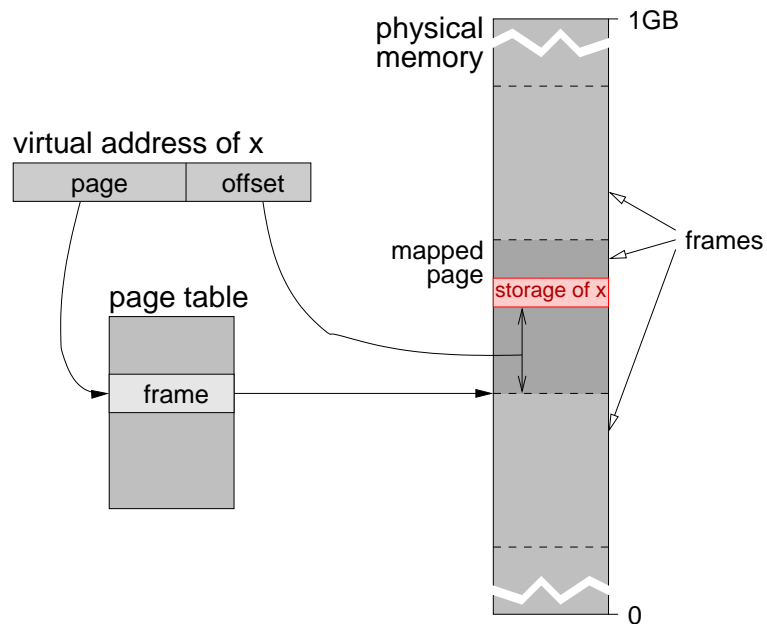 physical
memory
1GB
virtual address of x
page
offset
mapped
page
frames
storage of x
page table
frame
0